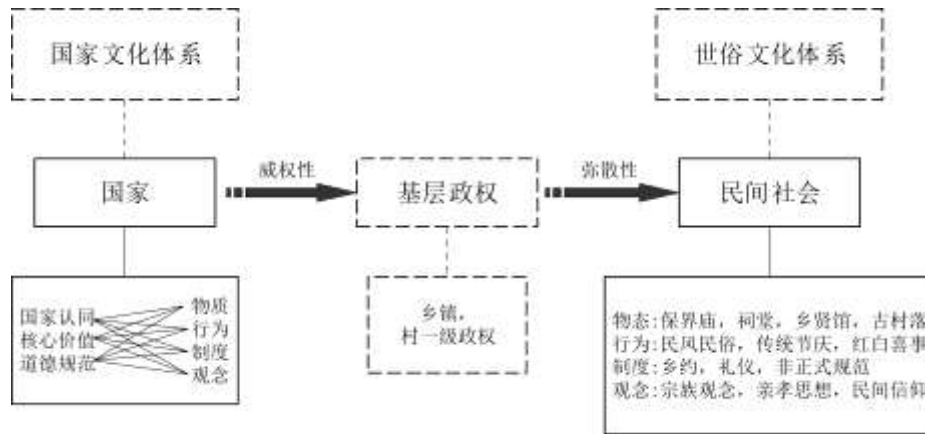 国家文化体系
世俗文化体系
国家
威权性
基层政权
弥散性
民间社会
国家认同
核心价值
道德规范
物质
行为
制度
观念
乡镇，
村一级政权
物态:保界庙，祠堂，乡贤馆，古村落
行为:民风民俗，传统节庆，红白喜事
制度:乡约，礼仪，非正式规范
观念:宗族观念，亲孝思想，民间信仰